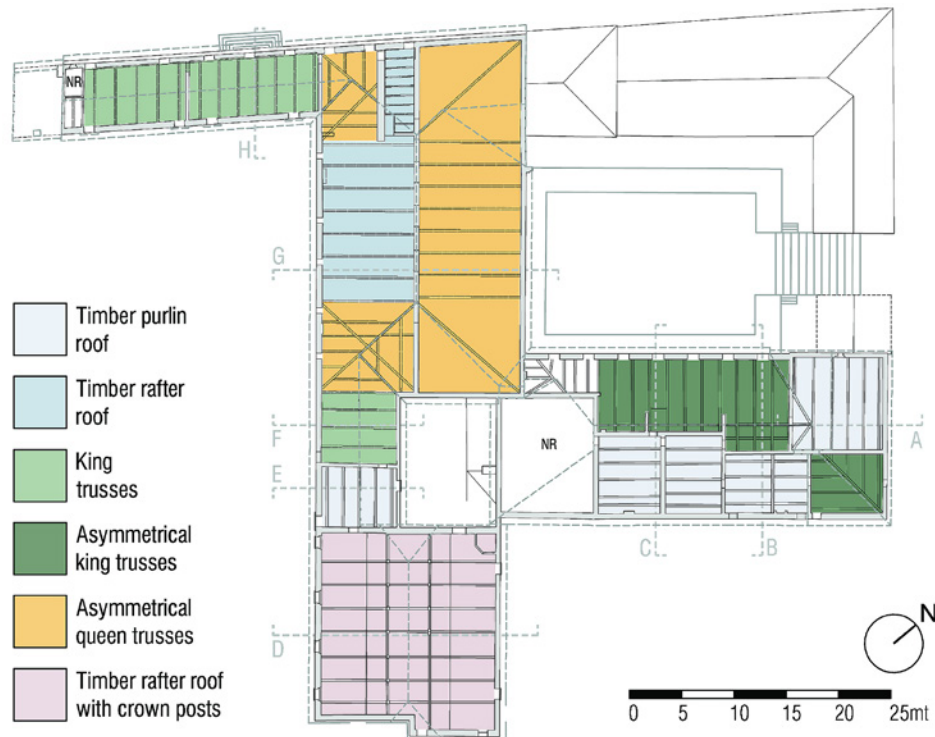 NR
H
G
F
E
D
NR
A
C
B
Timber purlin
roof
Timber rafter
roof
King
trusses
Asymmetrical
king trusses
Asymmetrical
queen trusses
Timber rafter roof
with crown posts
N
0 5 10 15 20 25mt